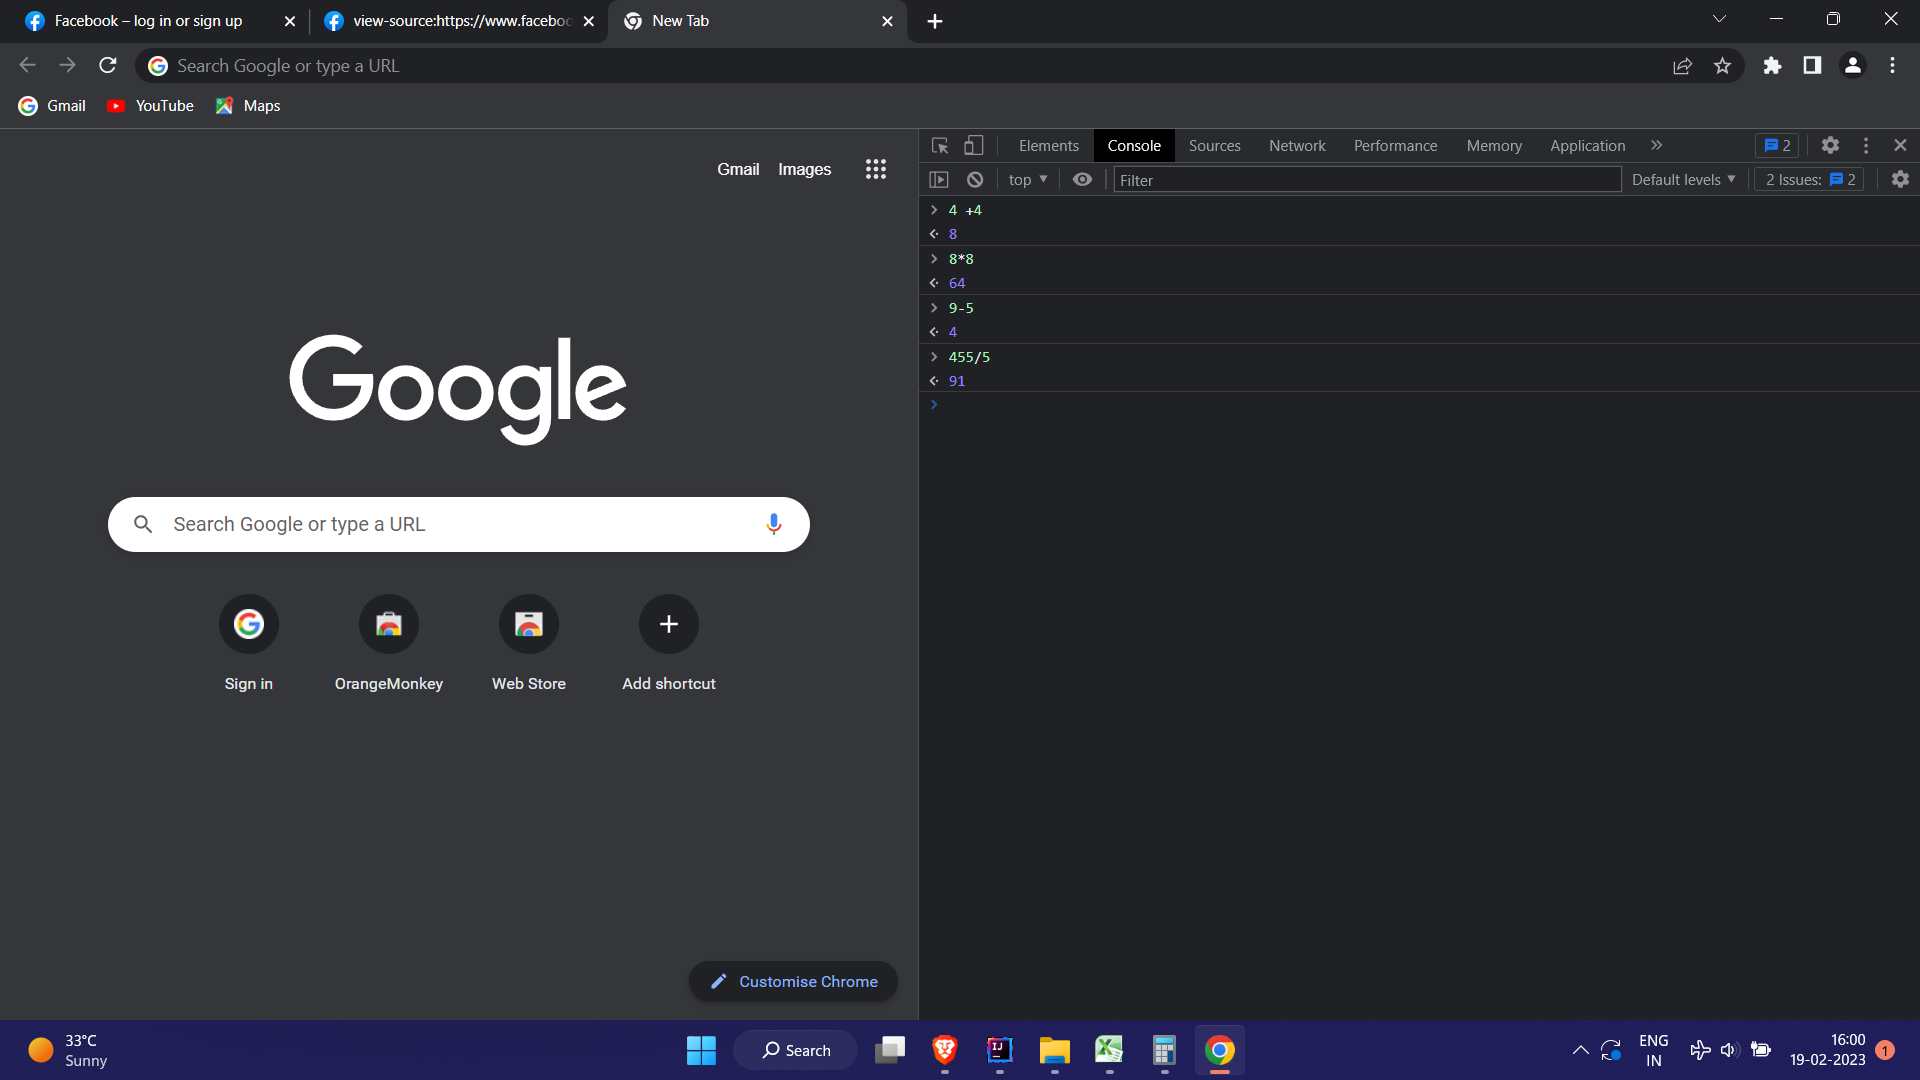 Facebook – log in or sign up
view-source:https://www.faceboo
New Tab
Search Google or type a URL
Gmail
YouTube
Maps
Gmail
Images
Google
Search Google or type a URL
Sign in
OrangeMonkey
Web Store
Add shortcut
Customise Chrome
Elements
Console
Sources
Network
Performance
Memory
Application
2
top
Filter
Default levels
2 Issues:
2
4 +4
8
8*8
64
9-5
4
455/5
91
33°C
Sunny
Search
IJ
ENG
IN
16:00
19-02-2023
1